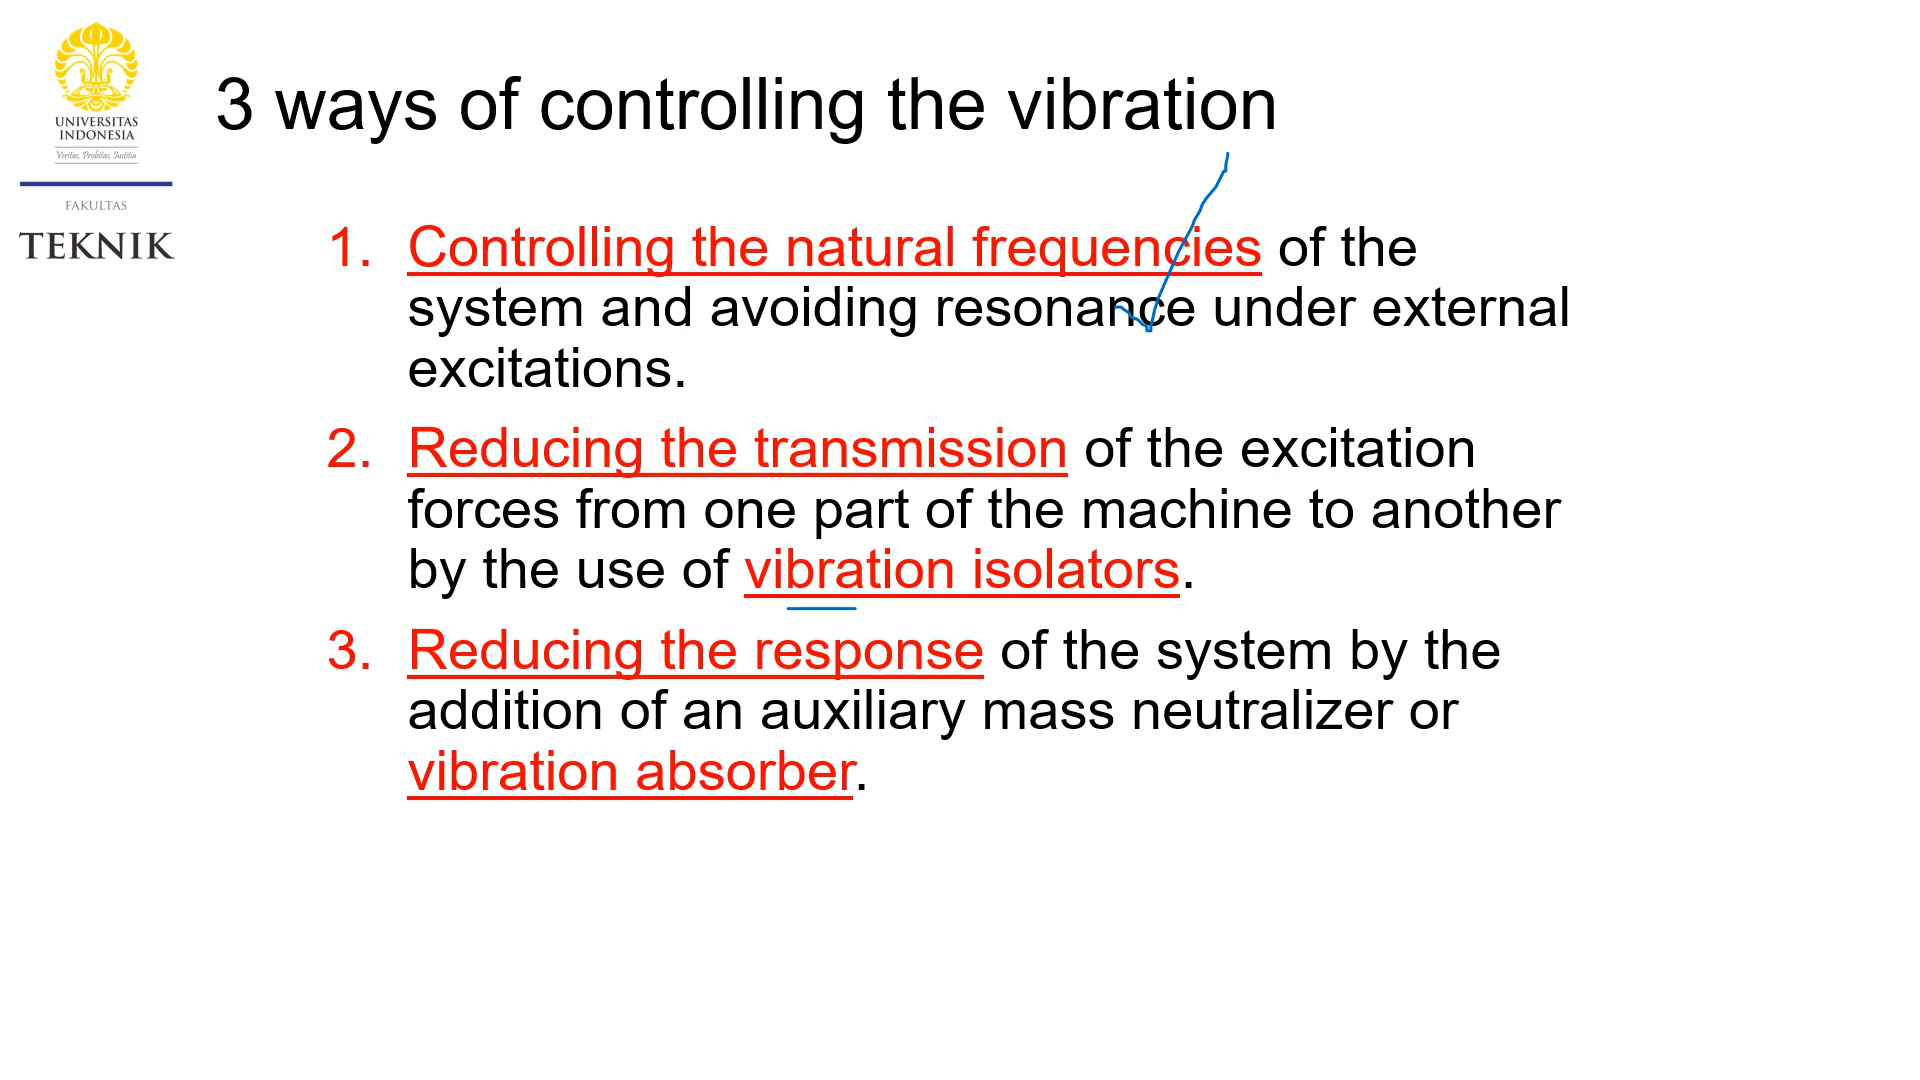 UNIVERSITAS
INDONESIA
Veritas, Probitas, Iustitia
FAKULTAS
TEKNIK
3 ways of controlling the vibration
1. Controlling the natural frequencies of the
system and avoiding resonance under external
excitations.
2. Reducing the transmission of the excitation
forces from one part of the machine to another
by the use of vibration isolators.
3. Reducing the response of the system by the
addition of an auxiliary mass neutralizer or
vibration absorber.